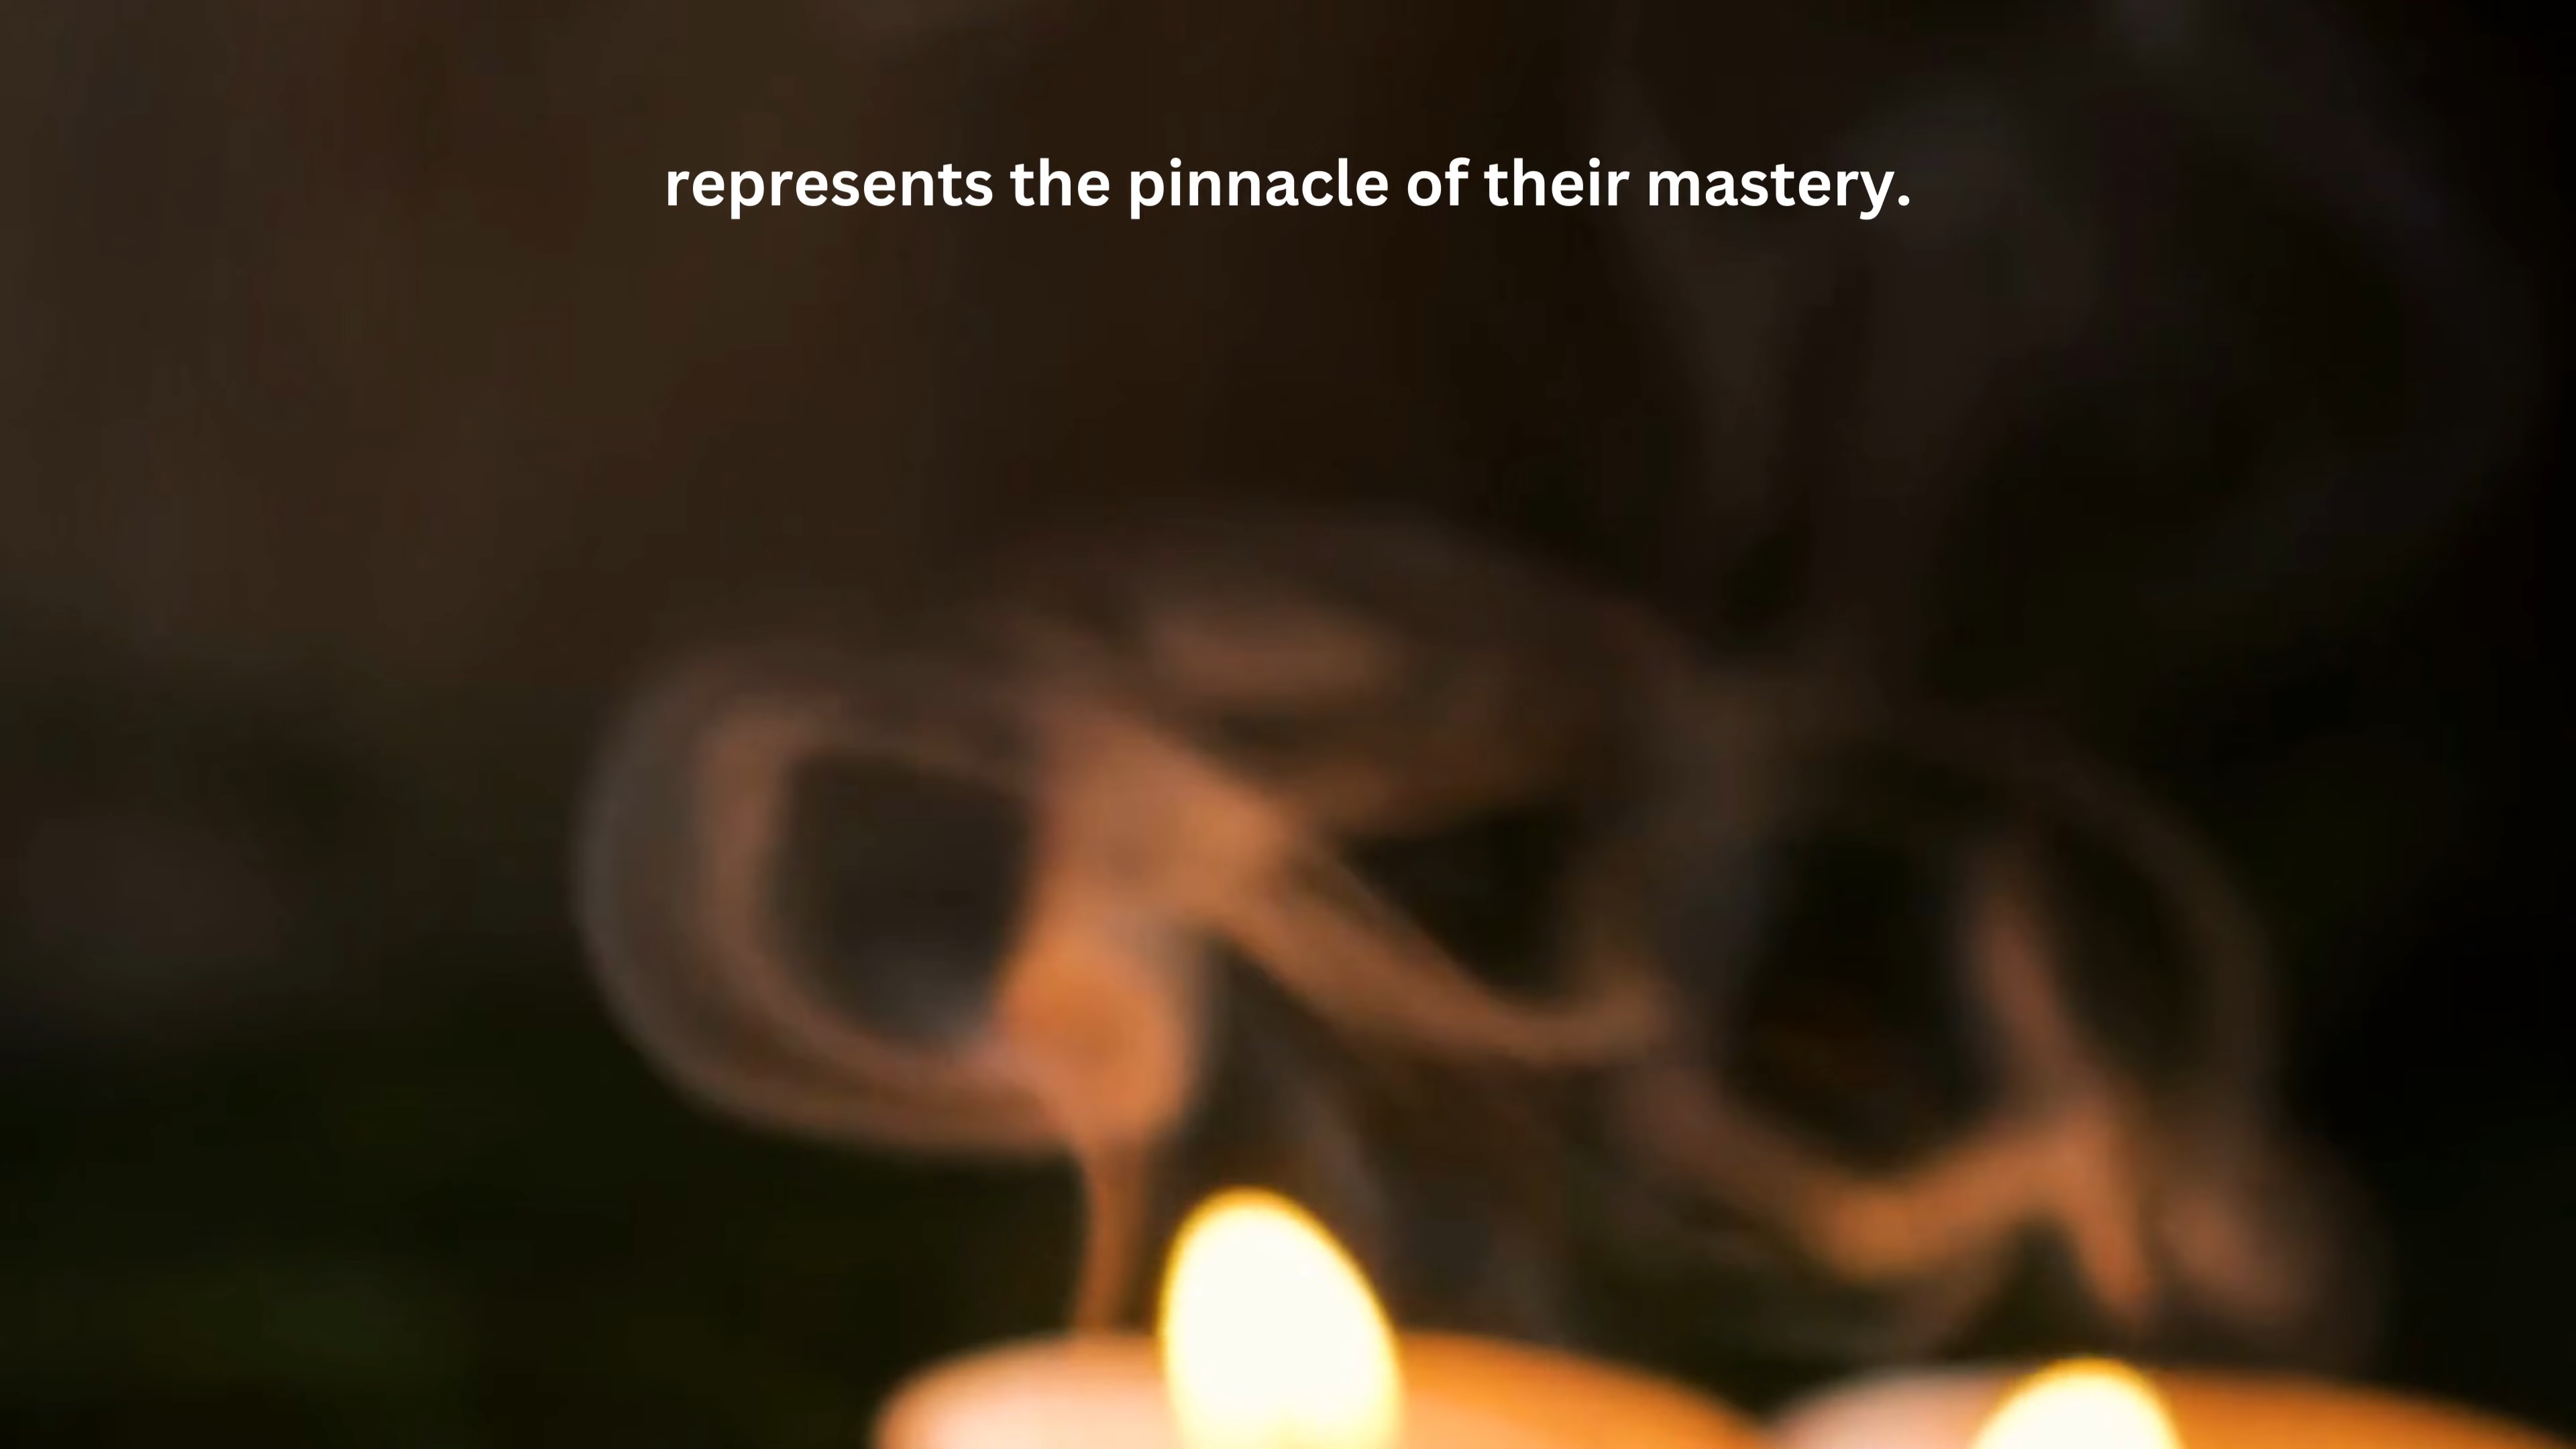 represents the pinnacle of their mastery.